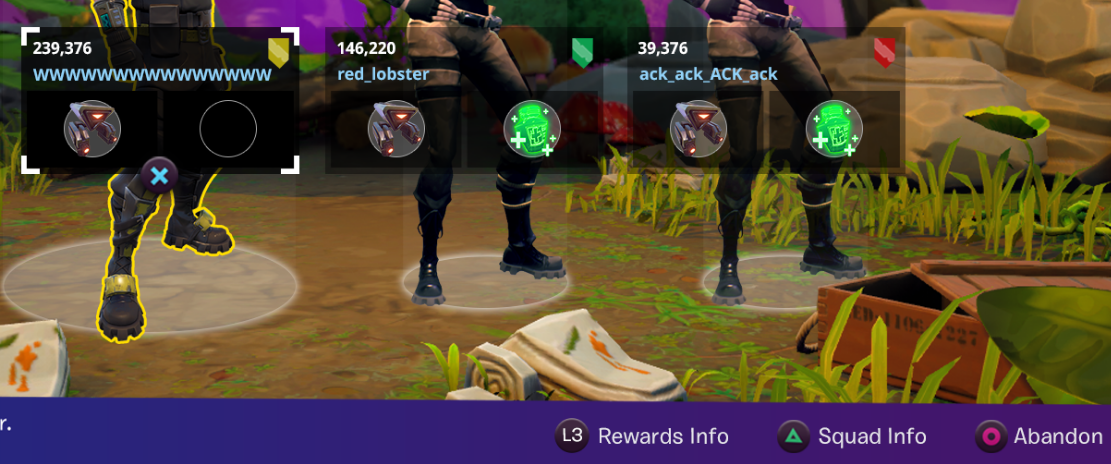 239,376
WWWWWWWWWWWWWWWW
146,220
red_lobster
39,376
ack_ack_ACK_ack
r.
L3 Rewards Info
Squad Info
Abandon